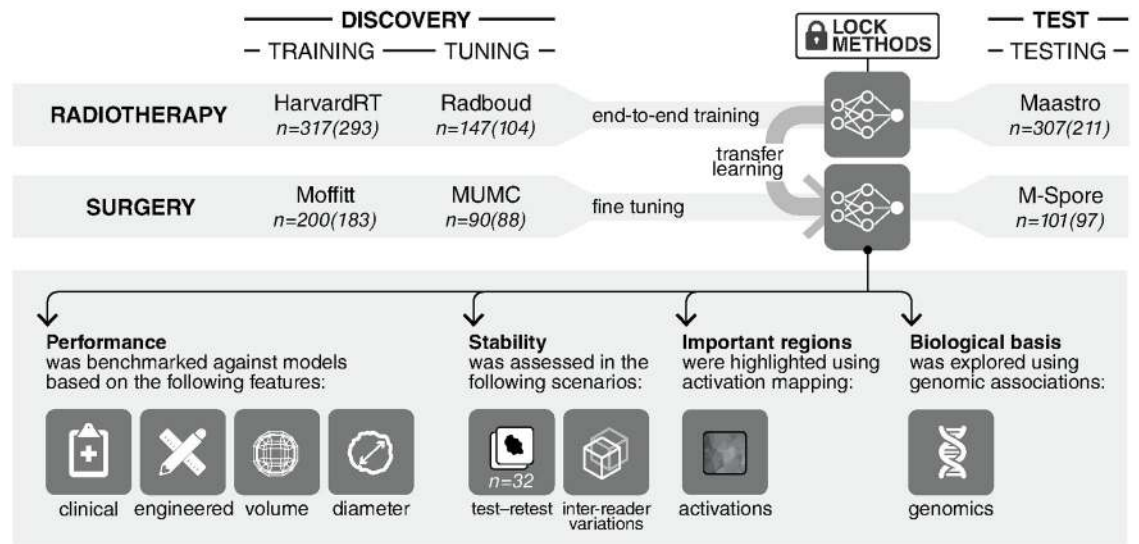 DISCOVERY
TEST
TRAINING
TUNING
LOCK
METHODS
TESTING
RADIOTHERAPY
HarvardRT
n=317(293)
Radboud
n=147(104)
end-to-end training
Maastro
n=307(211)
transfer
learning
SURGERY
Moffitt
n=200(183)
MUMC
n=90(88)
fine tuning
M-Spore
n=101(97)
Performance
was benchmarked against models
based on the following features:
clinical
engineered
volume
diameter
Stability
was assessed in the
following scenarios:
n=32
test–retest
inter-reader
variations
Important regions
were highlighted using
activation mapping:
activations
Biological basis
was explored using
genomic associations:
genomics